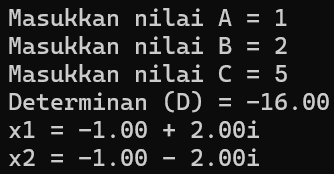 Masukkan nilai A = 1
Masukkan nilai B = 2
Masukkan nilai C = 5
Determinan (D) = -16.00
x1 = -1.00 + 2.00i
x2 = -1.00 - 2.00i